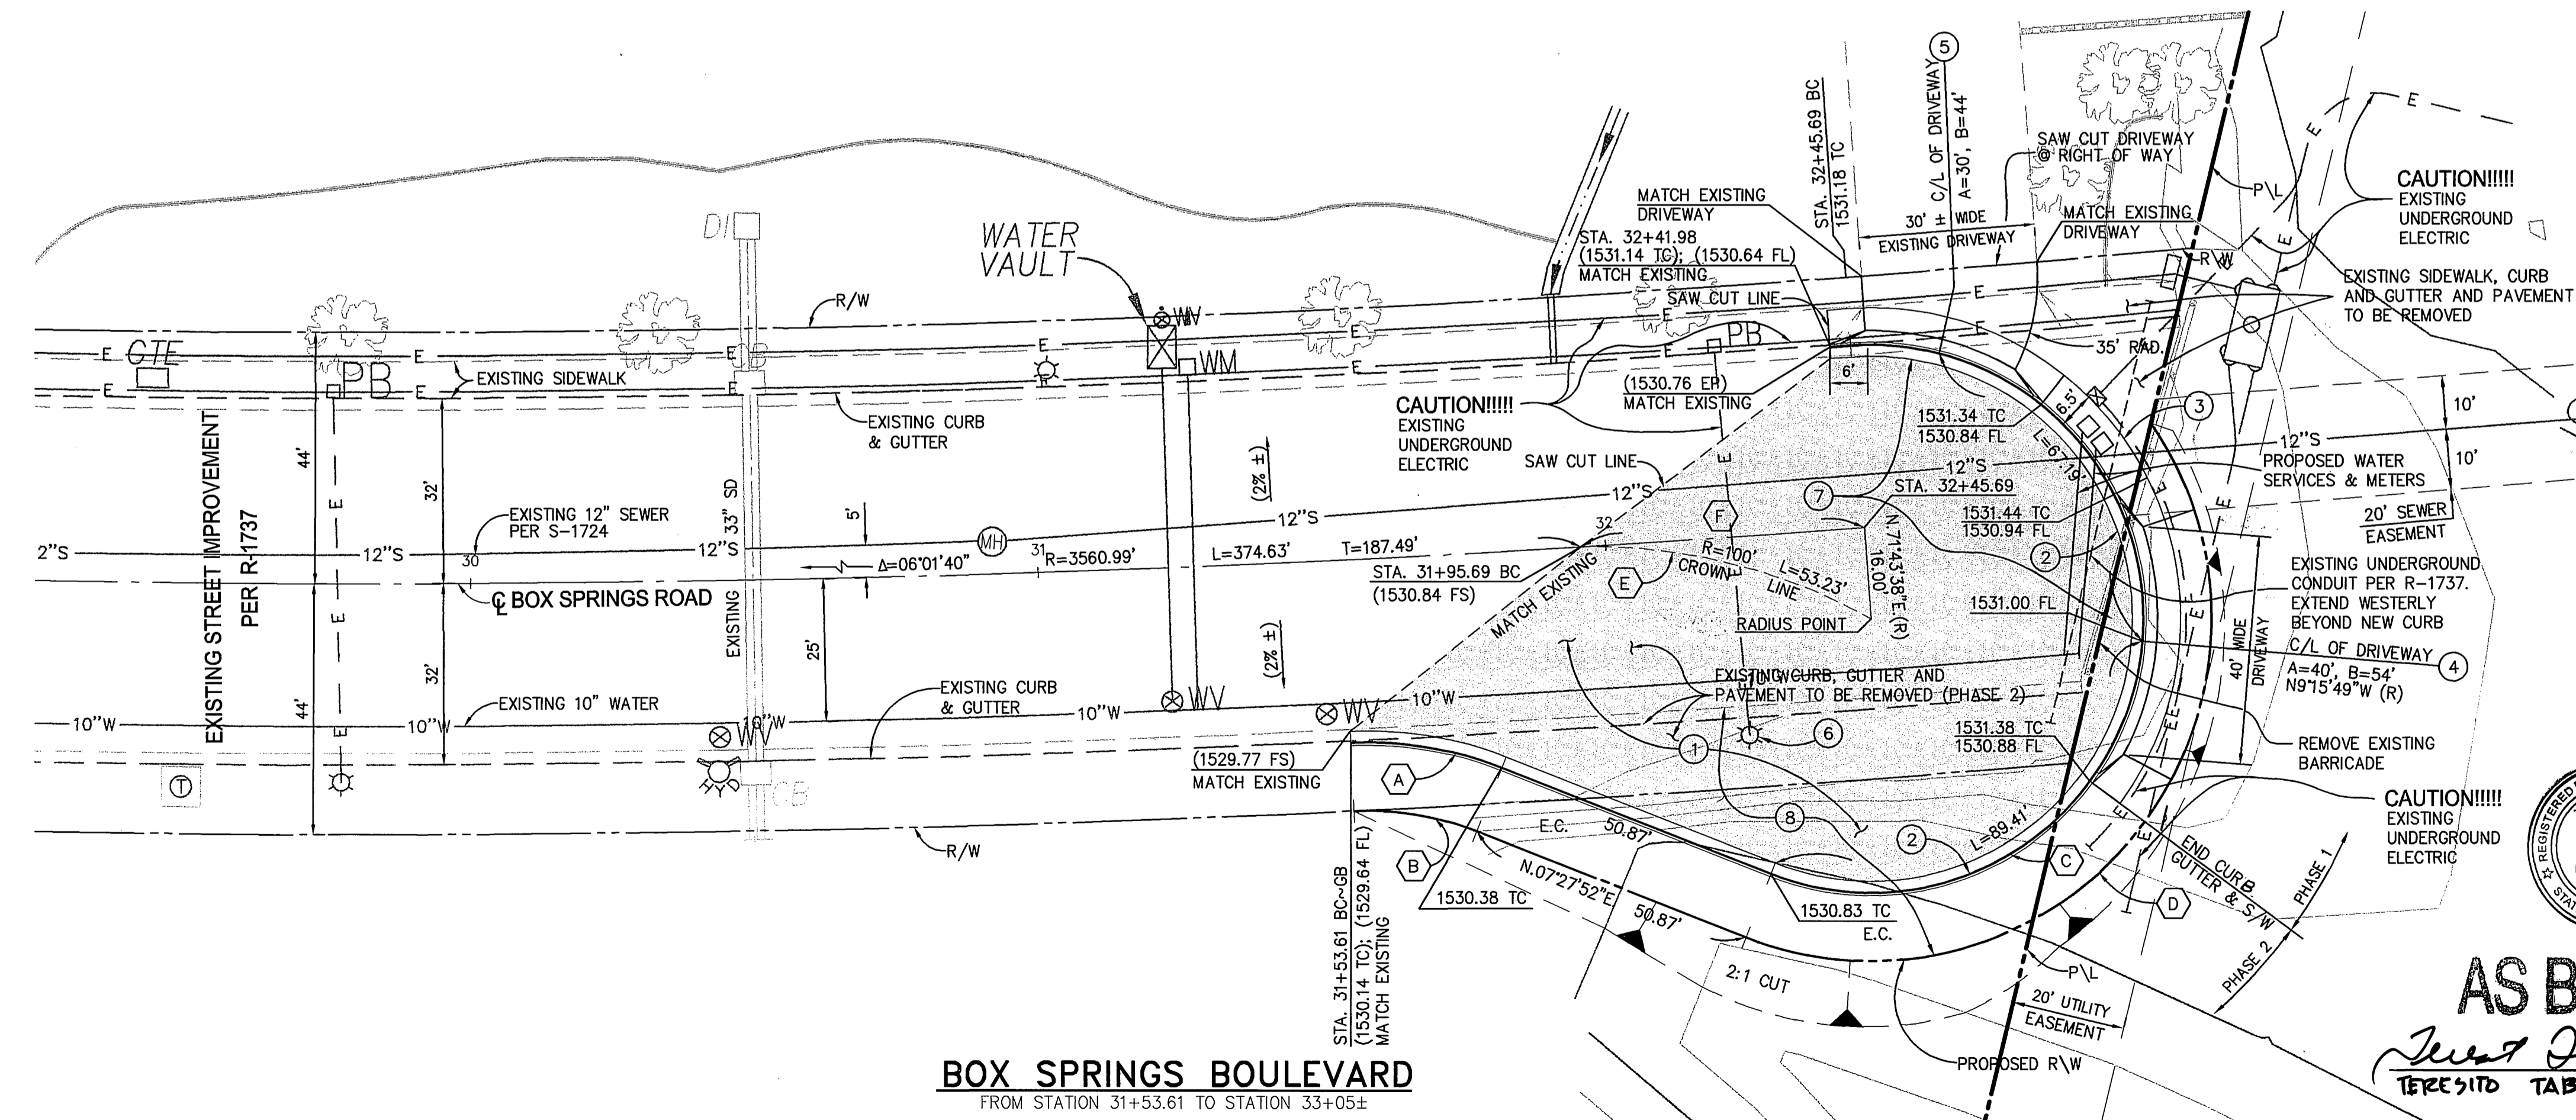 5
C/L OF DRIVEWAY
A=30', B=44'
STA. 32+45.69 BC
1531.18 TC
SAW CUT DRIVEWAY
@ RIGHT OF WAY
P\L
CAUTION!!!!!
EXISTING
UNDERGROUND
ELECTRIC
MATCH EXISTING
DRIVEWAY
30' ± WIDE
EXISTING DRIVEWAY
MATCH EXISTING
DRIVEWAY
STA. 32+41.98
(1531.14 TC); (1530.64 FL)
MATCH EXISTING
SAW CUT LINE
R\W
EXISTING SIDEWALK, CURB
AND GUTTER AND PAVEMENT
TO BE REMOVED
DI
WATER
VAULT
R/W
WV
GTE
PB
EXISTING SIDEWALK
WM
PB
35' RAD.
6'
(1530.76 EP)
MATCH EXISTING
CAUTION!!!!!
EXISTING
UNDERGROUND
ELECTRIC
EXISTING CURB
& GUTTER
1531.34 TC
1530.84 FL
6.5'
L=67.19'
3
10'
10'
12"S
PROPOSED WATER
SERVICES & METERS
20' SEWER
EASEMENT
EXISTING STREET IMPROVEMENT
PER R-1737
44'
32'
44'
32'
EXISTING 12" SEWER
PER S-1724
2"S
12"S
12"S
12"S
12"S
12"S
MH
5'
(2% ±)
SAW CUT LINE
7
STA. 32+45.69
F
1531.44 TC
1530.94 FL
2
30
31
32
Δ=06°01'40"
R=3560.99'
L=374.63'
T=187.49'
℄ BOX SPRINGS ROAD
EXISTING 33" SD
STA. 31+95.69 BC
(1530.84 FS)
MATCH EXISTING
E
R=100'
CROWN LINE
L=53.23'
N.71°43'38"E.(R)
16.00'
RADIUS POINT
1531.00 FL
EXISTING UNDERGROUND
CONDUIT PER R-1737.
EXTEND WESTERLY
BEYOND NEW CURB
C/L OF DRIVEWAY
A=40', B=54'
N9°15'49"W (R)
4
40' WIDE
DRIVEWAY
25'
(2% ±)
EXISTING 10" WATER
EXISTING CURB
& GUTTER
10"W
10"W
10"W
10"W
10"W
WV
WV
WV
HYD
CB
T
EXISTING CURB, GUTTER AND
PAVEMENT TO BE REMOVED (PHASE 2)
1
6
1531.38 TC
1530.88 FL
REMOVE EXISTING
BARRICADE
(1529.77 FS)
MATCH EXISTING
A
B
E.C.
50.87'
8
2
L=89.41'
C
D
CAUTION!!!!!
EXISTING
UNDERGROUND
ELECTRIC
R/W
N.07°27'52"E.
50.87'
1530.38 TC
1530.83 TC
E.C.
END CURB
GUTTER & S/W
PHASE 1
PHASE 2
STA. 31+53.61 BC~GB
(1530.14 TC); (1529.64 FL)
MATCH EXISTING
2:1 CUT
P\L
20' UTILITY
EASEMENT
PROPOSED R\W
REGISTERED
AS B
TERESITO TAB
BOX SPRINGS BOULEVARD
FROM STATION 31+53.61 TO STATION 33+05±